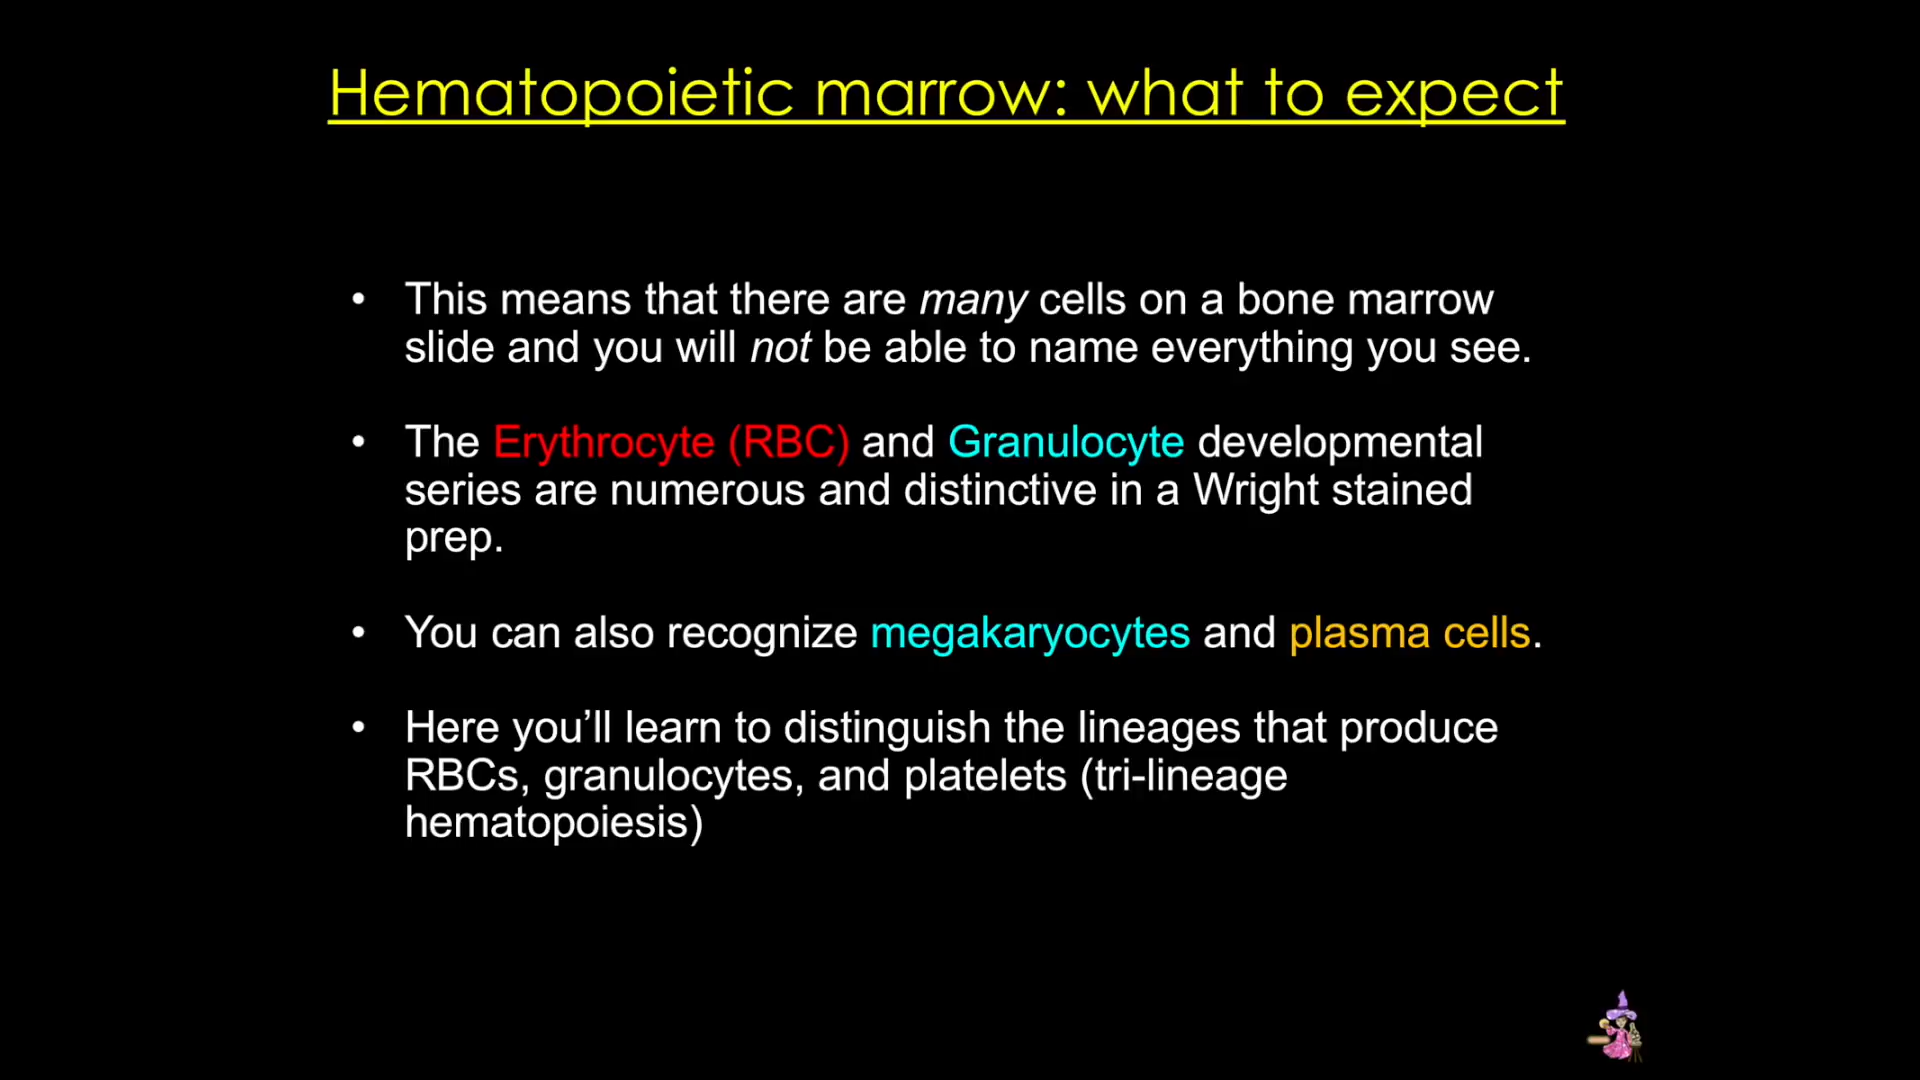 Hematopoietic marrow: what to expect
• This means that there are many cells on a bone marrow
slide and you will not be able to name everything you see.
• The Erythrocyte (RBC) and Granulocyte developmental
series are numerous and distinctive in a Wright stained
prep.
• You can also recognize megakaryocytes and plasma cells.
• Here you’ll learn to distinguish the lineages that produce
RBCs, granulocytes, and platelets (tri-lineage
hematopoiesis)